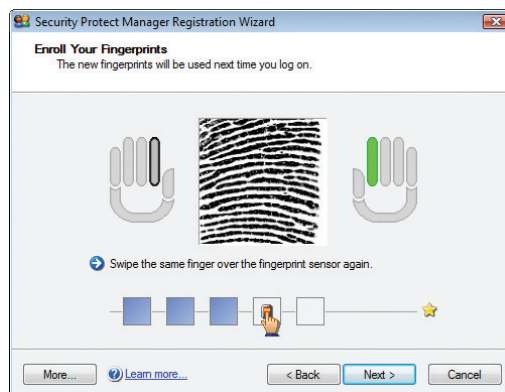 Security Protect Manager Registration Wizard
Enroll Your Fingerprints
The new fingerprints will be used next time you log on.
Swipe the same finger over the fingerprint sensor again.
More... Learn more... < Back Next > Cancel